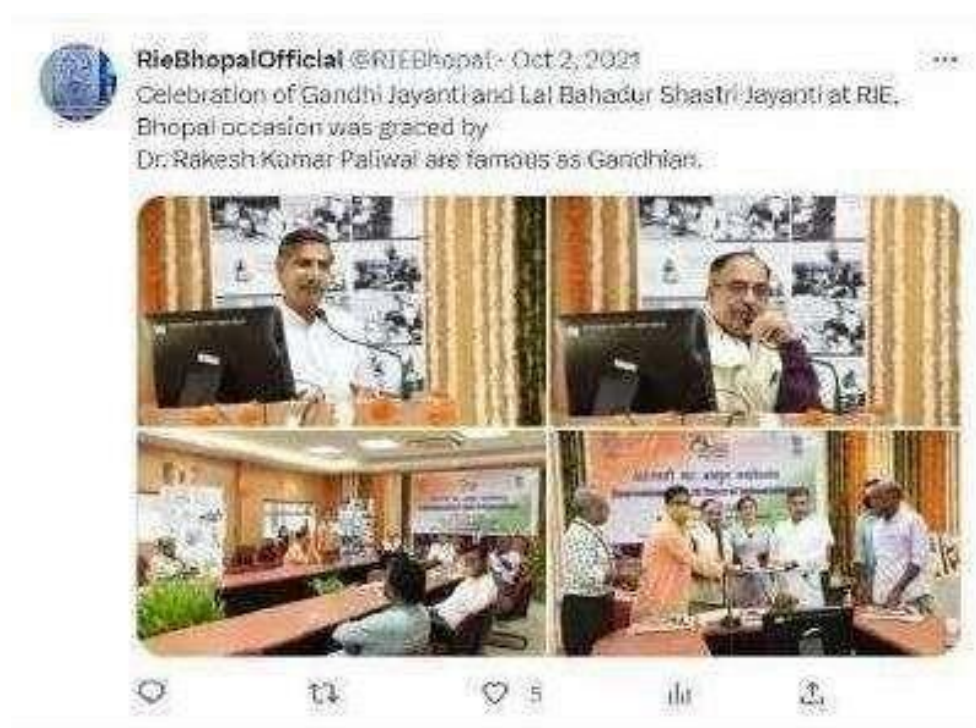 RieBhopalOfficial @RIEBhopal · Oct 2, 2021
Celebration of Gandhi Jayanti and Lal Bahadur Shastri Jayanti at RIE,
Bhopal occasion was graced by
Dr. Rakesh Kumar Paliwal are famous as Gandhian.
5